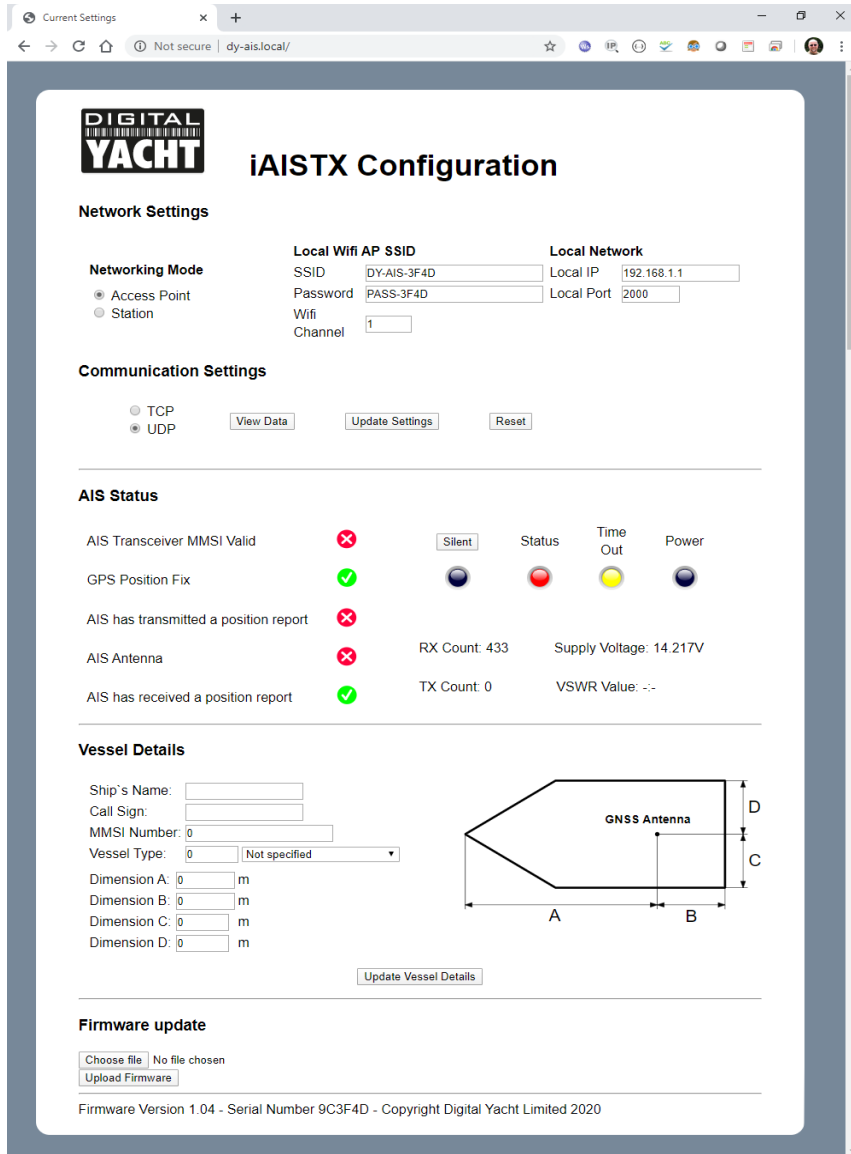 Current Settings
Not secure | dy-ais.local/
DIGITAL
YACHT
iAISTX Configuration
Network Settings
Networking Mode
Access Point
Station
Local Wifi AP SSID
SSID DY-AIS-3F4D
Password PASS-3F4D
Wifi
Channel 1
Local Network
Local IP 192.168.1.1
Local Port 2000
Communication Settings
TCP
UDP
View Data
Update Settings
Reset
AIS Status
AIS Transceiver MMSI Valid
GPS Position Fix
AIS has transmitted a position report
AIS Antenna
AIS has received a position report
Silent
Status
Time
Out
Power
RX Count: 433
Supply Voltage: 14.217V
TX Count: 0
VSWR Value: -:-
Vessel Details
Ship`s Name:
Call Sign:
MMSI Number: 0
Vessel Type: 0 Not specified
Dimension A: 0 m
Dimension B: 0 m
Dimension C: 0 m
Dimension D: 0 m
GNSS Antenna
D
C
A
B
Update Vessel Details
Firmware update
Choose file No file chosen
Upload Firmware
Firmware Version 1.04 - Serial Number 9C3F4D - Copyright Digital Yacht Limited 2020